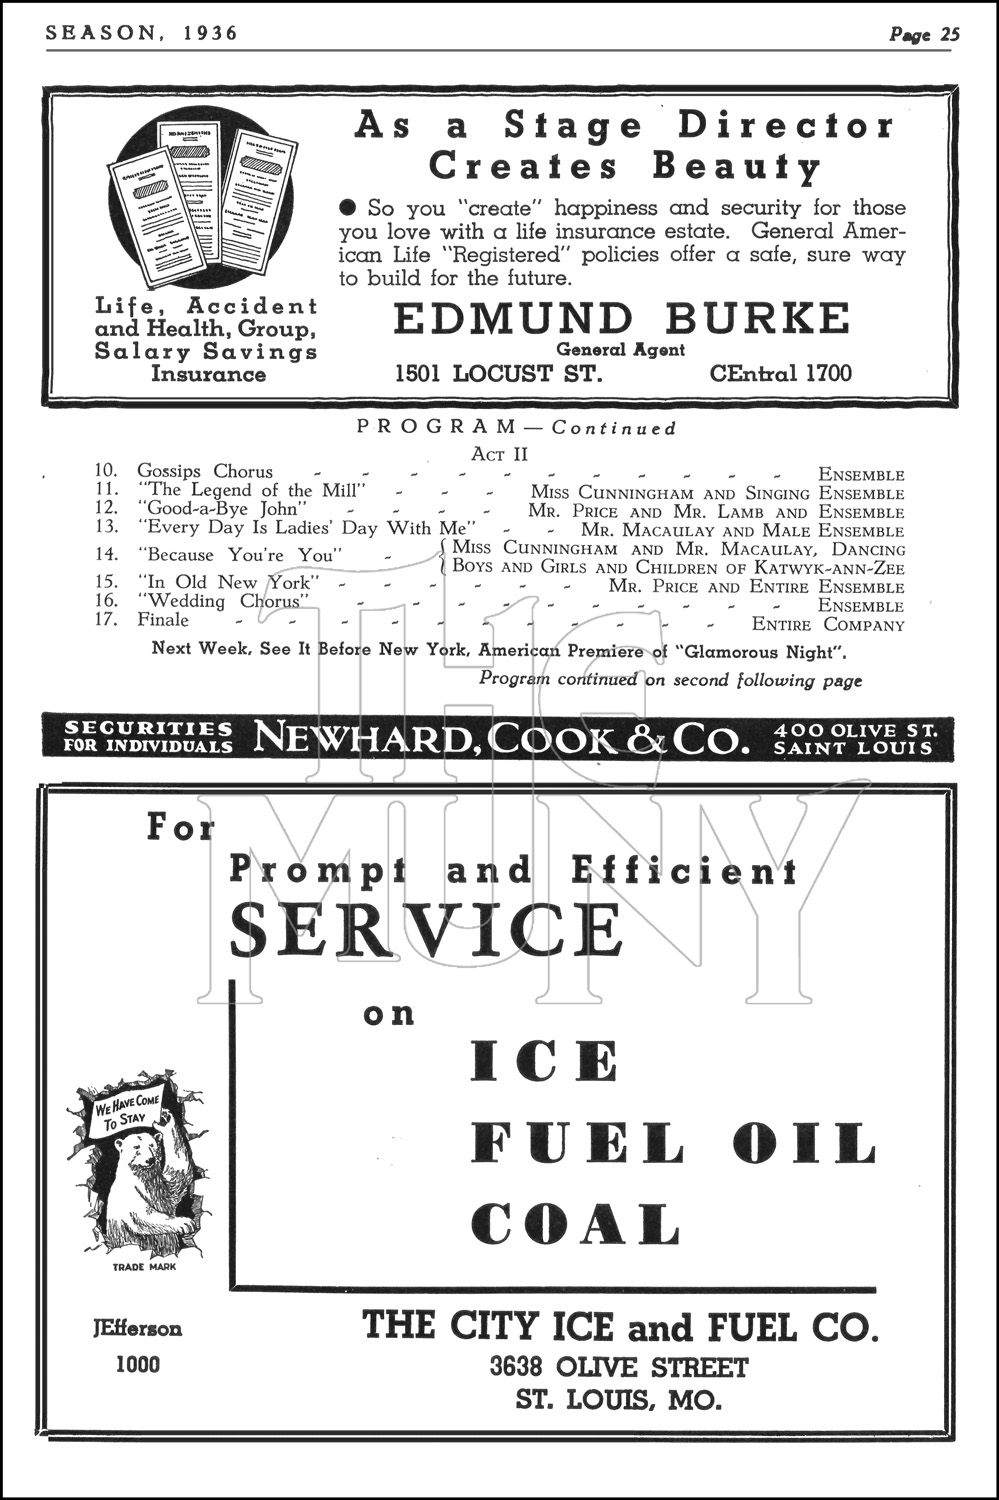 SEASON, 1936 Page 25
As a Stage Director
Creates Beauty
● So you "create" happiness and security for those
you love with a life insurance estate. General Amer-
ican Life "Registered" policies offer a safe, sure way
to build for the future.
Life, Accident
and Health, Group,
Salary Savings
Insurance
EDMUND BURKE
General Agent
1501 LOCUST ST. CEntral 1700
PROGRAM—Continued
ACT II
10. Gossips Chorus - - - - - - - - - - - ENSEMBLE
11. "The Legend of the Mill" - - - MISS CUNNINGHAM AND SINGING ENSEMBLE
12. "Good-a-Bye John" - - - - MR. PRICE AND MR. LAMB AND ENSEMBLE
13. "Every Day Is Ladies' Day With Me" - - MR. MACAULAY AND MALE ENSEMBLE
14. "Because You're You" - { MISS CUNNINGHAM AND MR. MACAULAY, DANCING
BOYS AND GIRLS AND CHILDREN OF KATWYK-ANN-ZEE
15. "In Old New York" - - - - - - MR. PRICE AND ENTIRE ENSEMBLE
16. "Wedding Chorus" - - - - - - - - - - ENSEMBLE
17. Finale - - - - - - - - - - - ENTIRE COMPANY
Next Week, See It Before New York, American Premiere of "Glamorous Night".
Program continued on second following page
SECURITIES
FOR INDIVIDUALS
NEWHARD, COOK & CO.
400 OLIVE ST.
SAINT LOUIS
THE
MUNY
For
Prompt and Efficient
SERVICE
on
ICE
FUEL OIL
COAL
WE HAVE COME
TO STAY
TRADE MARK
JEfferson
1000
THE CITY ICE and FUEL CO.
3638 OLIVE STREET
ST. LOUIS, MO.